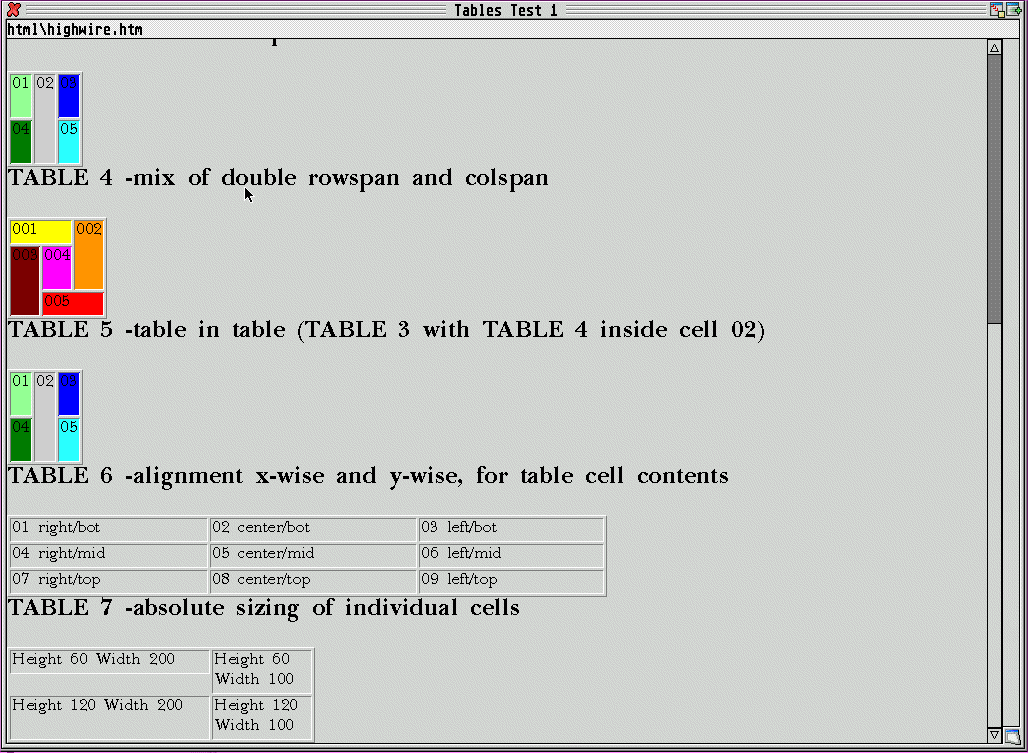 Tables Test 1
html\highwire.htm
01 02 03
04 05
TABLE 4 -mix of double rowspan and colspan
001 002
003 004
005
TABLE 5 -table in table (TABLE 3 with TABLE 4 inside cell 02)
01 02 03
04 05
TABLE 6 -alignment x-wise and y-wise, for table cell contents
01 right/bot 02 center/bot 03 left/bot
04 right/mid 05 center/mid 06 left/mid
07 right/top 08 center/top 09 left/top
TABLE 7 -absolute sizing of individual cells
Height 60 Width 200 Height 60
Width 100
Height 120 Width 200 Height 120
Width 100